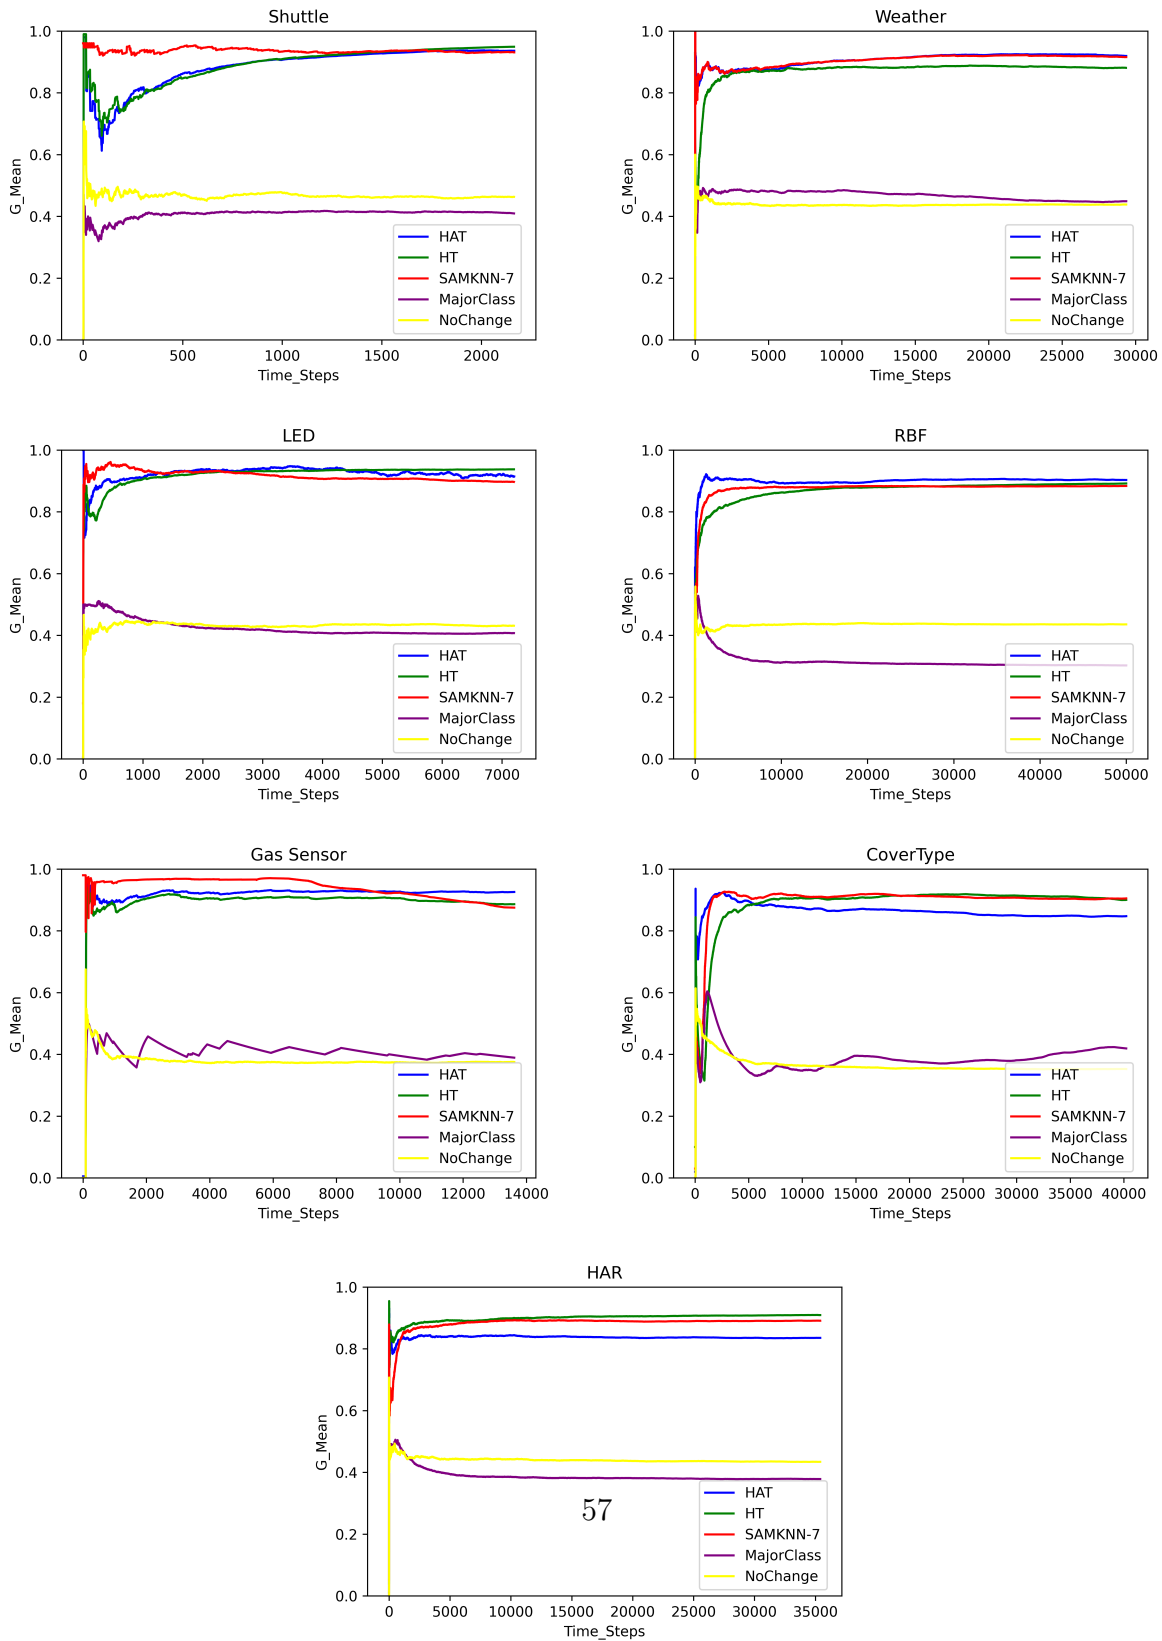 Shuttle
1.0
0.8
0.6
0.4
0.2
0.0
G_Mean
0 500 1000 1500 2000
Time_Steps
HAT
HT
SAMKNN-7
MajorClass
NoChange
Weather
1.0
0.8
0.6
0.4
0.2
0.0
G_Mean
0 5000 10000 15000 20000 25000 30000
Time_Steps
HAT
HT
SAMKNN-7
MajorClass
NoChange
LED
1.0
0.8
0.6
0.4
0.2
0.0
G_Mean
0 1000 2000 3000 4000 5000 6000 7000
Time_Steps
HAT
HT
SAMKNN-7
MajorClass
NoChange
RBF
1.0
0.8
0.6
0.4
0.2
0.0
G_Mean
0 10000 20000 30000 40000 50000
Time_Steps
HAT
HT
SAMKNN-7
MajorClass
NoChange
Gas Sensor
1.0
0.8
0.6
0.4
0.2
0.0
G_Mean
0 2000 4000 6000 8000 10000 12000 14000
Time_Steps
HAT
HT
SAMKNN-7
MajorClass
NoChange
CoverType
1.0
0.8
0.6
0.4
0.2
0.0
G_Mean
0 5000 10000 15000 20000 25000 30000 35000 40000
Time_Steps
HAT
HT
SAMKNN-7
MajorClass
NoChange
HAR
1.0
0.8
0.6
0.4
0.2
0.0
G_Mean
0 5000 10000 15000 20000 25000 30000 35000
Time_Steps
HAT
HT
SAMKNN-7
MajorClass
NoChange
57